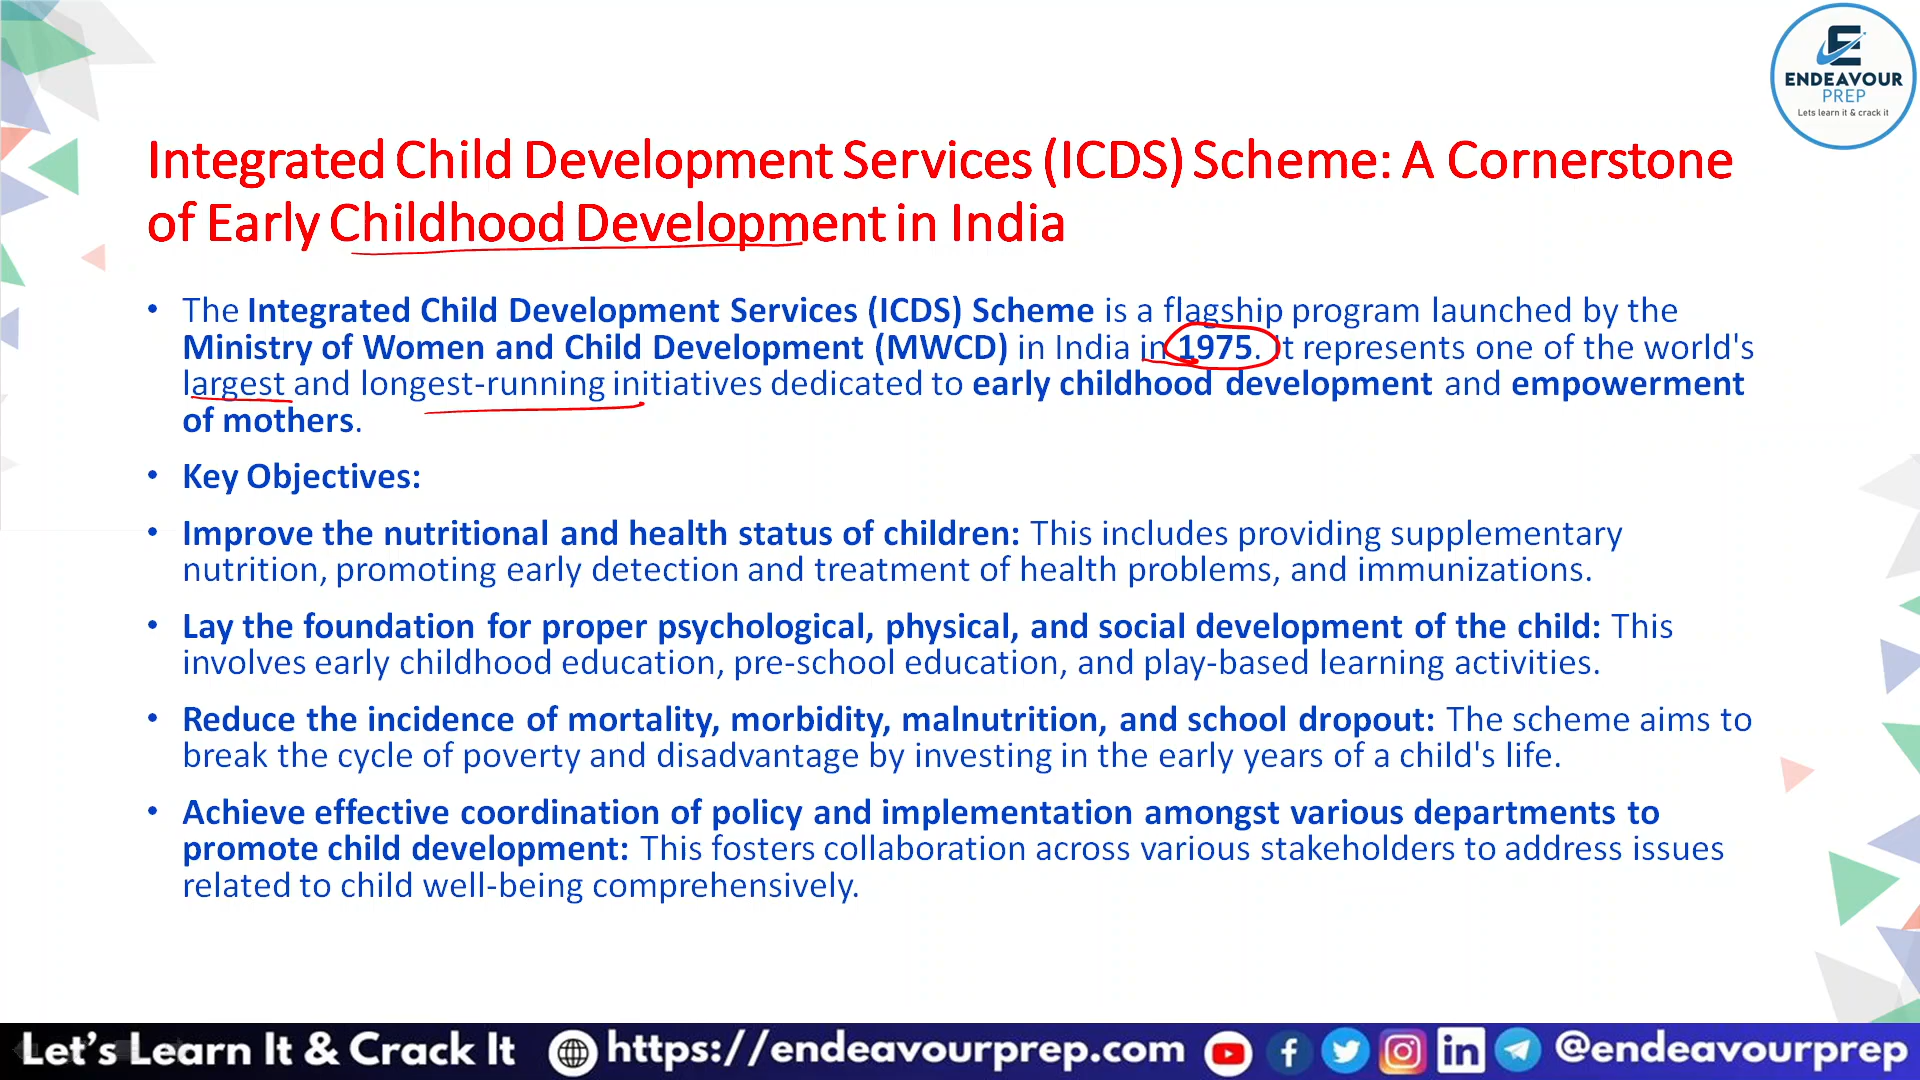 ENDEAVOUR
PREP
Lets learn it & crack it
Integrated Child Development Services (ICDS) Scheme: A Cornerstone
of Early Childhood Development in India
• The Integrated Child Development Services (ICDS) Scheme is a flagship program launched by the
Ministry of Women and Child Development (MWCD) in India in 1975. It represents one of the world's
largest and longest-running initiatives dedicated to early childhood development and empowerment
of mothers.
• Key Objectives:
• Improve the nutritional and health status of children: This includes providing supplementary
nutrition, promoting early detection and treatment of health problems, and immunizations.
• Lay the foundation for proper psychological, physical, and social development of the child: This
involves early childhood education, pre-school education, and play-based learning activities.
• Reduce the incidence of mortality, morbidity, malnutrition, and school dropout: The scheme aims to
break the cycle of poverty and disadvantage by investing in the early years of a child's life.
• Achieve effective coordination of policy and implementation amongst various departments to
promote child development: This fosters collaboration across various stakeholders to address issues
related to child well-being comprehensively.
Let's Learn It & Crack It https://endeavourprep.com @endeavourprep